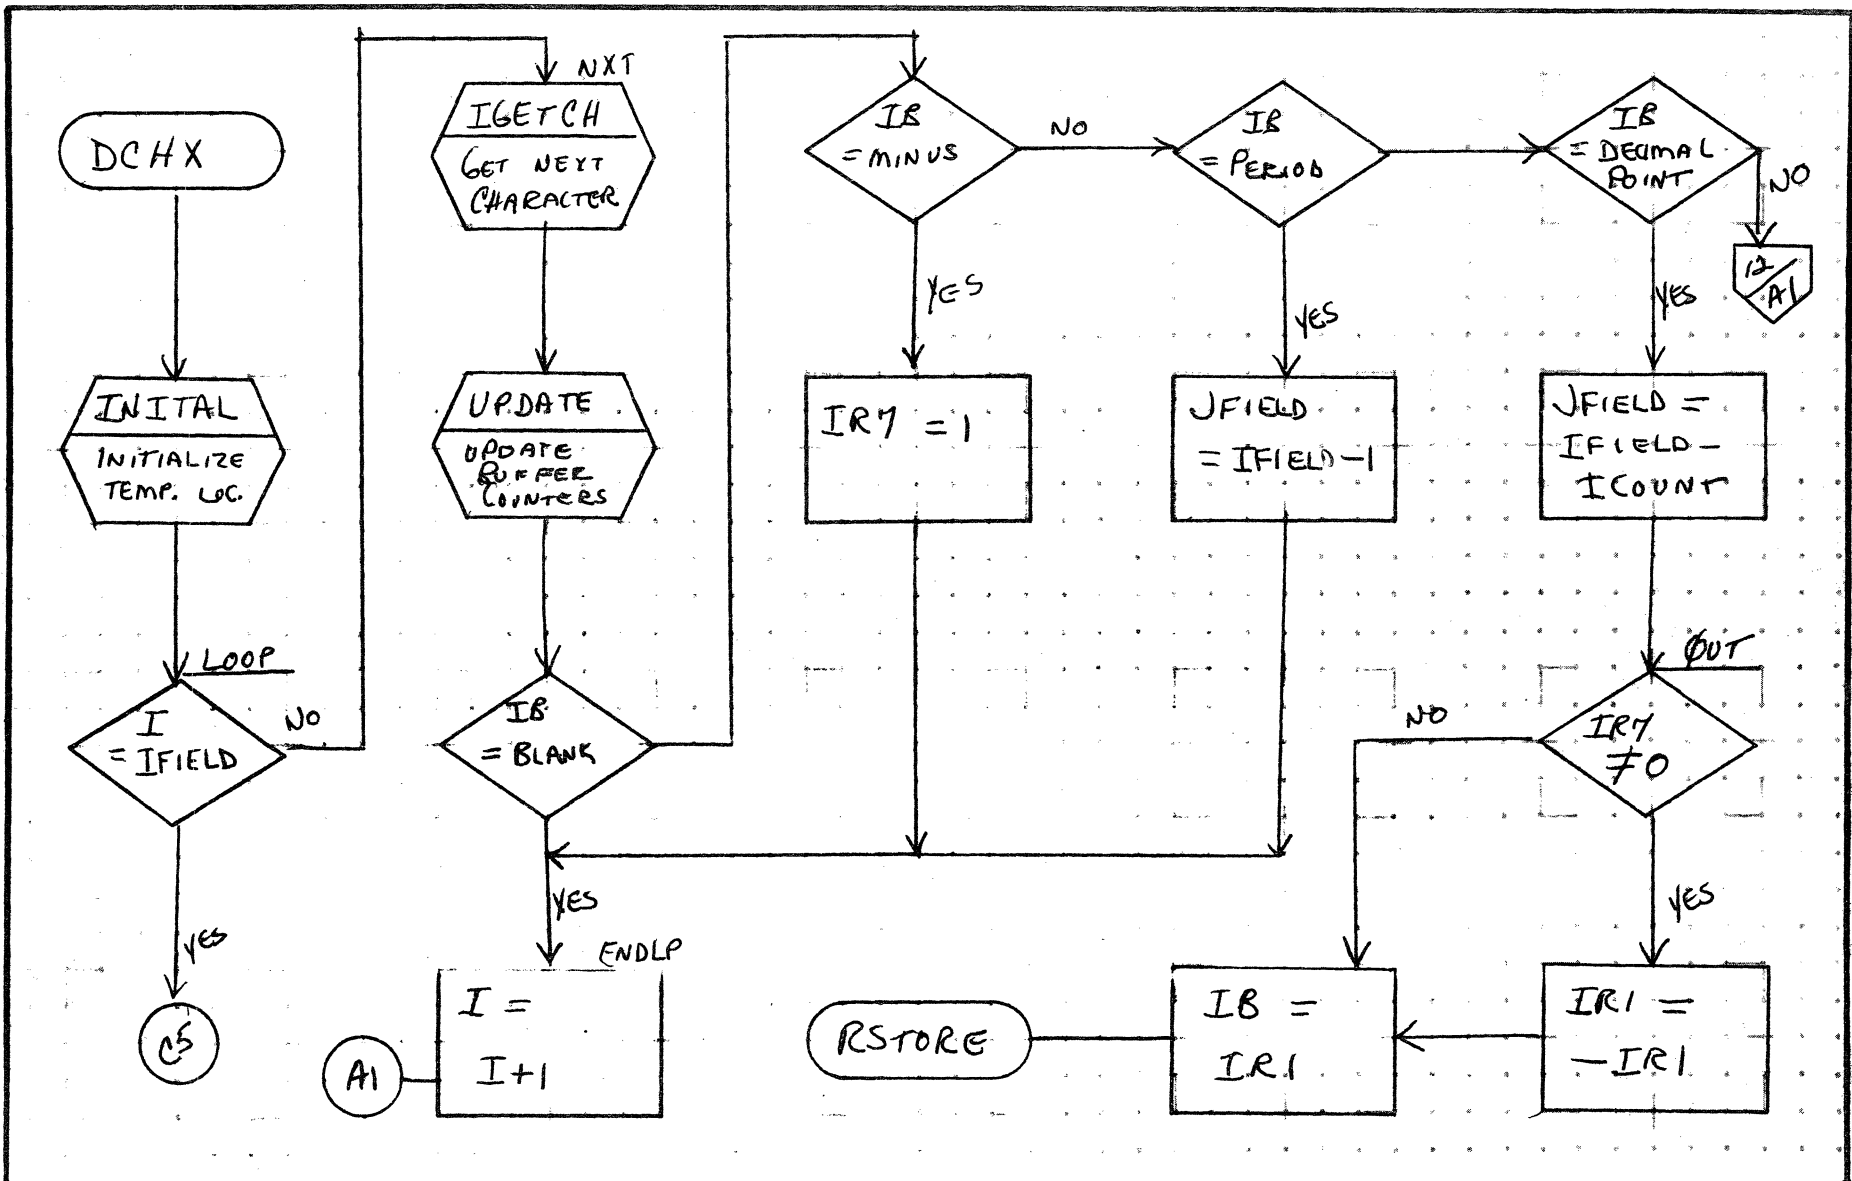 DCHX
INITAL
INITIALIZE
TEMP. LOC.
LOOP
I
= IFIELD
NO
YES
C5
NXT
IGETCH
GET NEXT
CHARACTER
UPDATE
UPDATE
BUFFER
COUNTERS
IB
= BLANK
YES
ENDLP
I =
I+1
A1
IB
= MINUS
NO
YES
IR7 = 1
IB
= PERIOD
YES
JFIELD
= IFIELD-1
IB
= DECIMAL
POINT
NO
12/A1
YES
JFIELD =
IFIELD-
ICOUNT
ØUT
IR7
≠0
NO
YES
IR1 =
-IR1
IB =
IR1
RSTORE